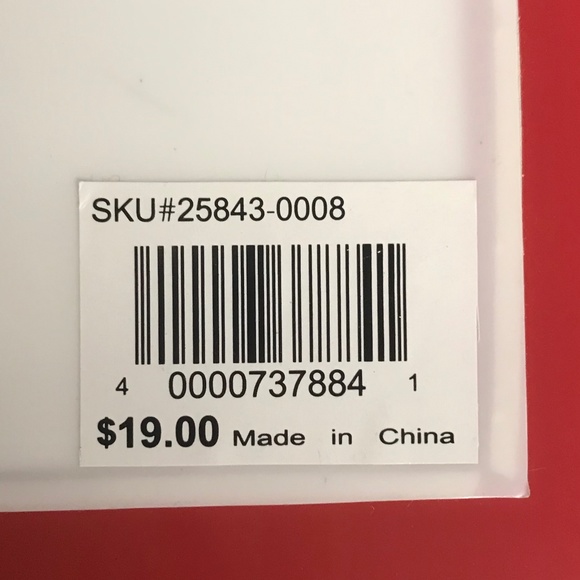 SKU#25843-0008
4 0000737884 1
$19.00 Made in China